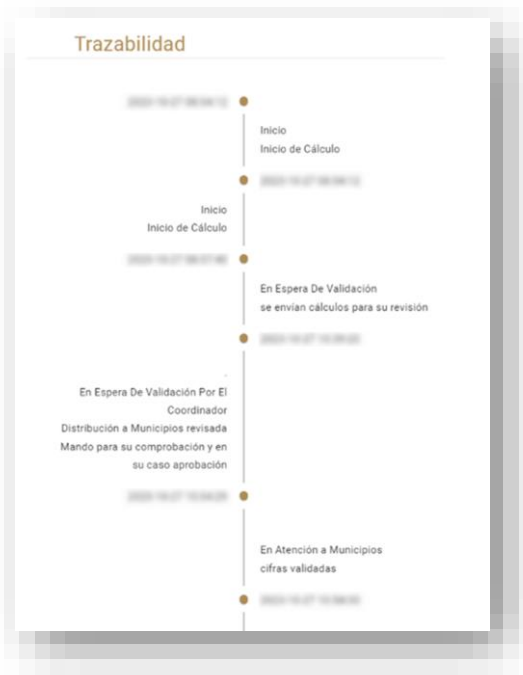 Trazabilidad
Inicio
Inicio de Cálculo
Inicio
Inicio de Cálculo
En Espera De Validación
se envían cálculos para su revisión
.
En Espera De Validación Por El
Coordinador
Distribución a Municipios revisada
Mando para su comprobación y en
su caso aprobación
En Atención a Municipios
cifras validadas